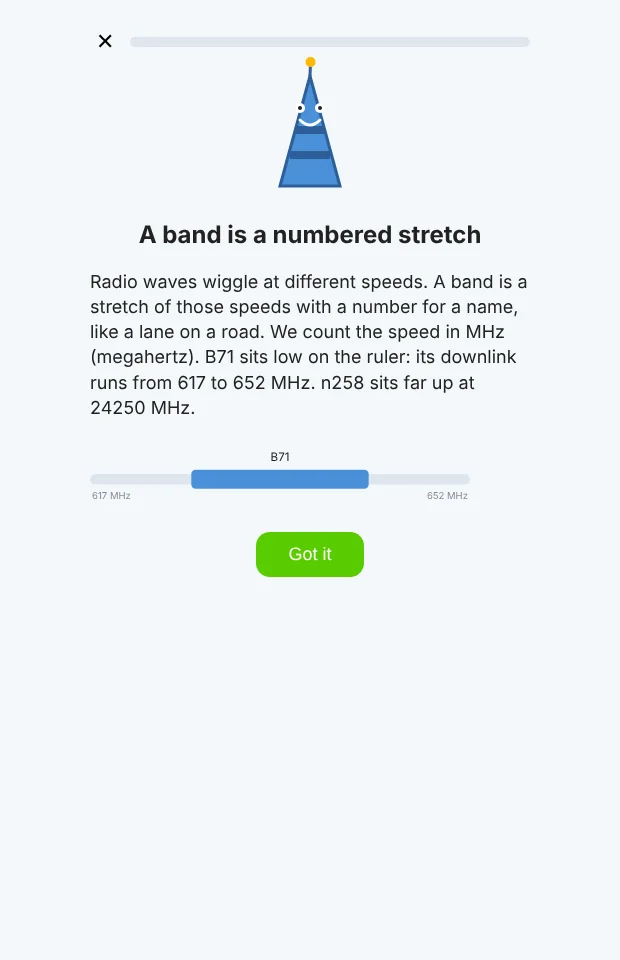 ✕
A band is a numbered stretch
Radio waves wiggle at different speeds. A band is a
stretch of those speeds with a number for a name,
like a lane on a road. We count the speed in MHz
(megahertz). B71 sits low on the ruler: its downlink
runs from 617 to 652 MHz. n258 sits far up at
24250 MHz.
B71
617 MHz
652 MHz
Got it